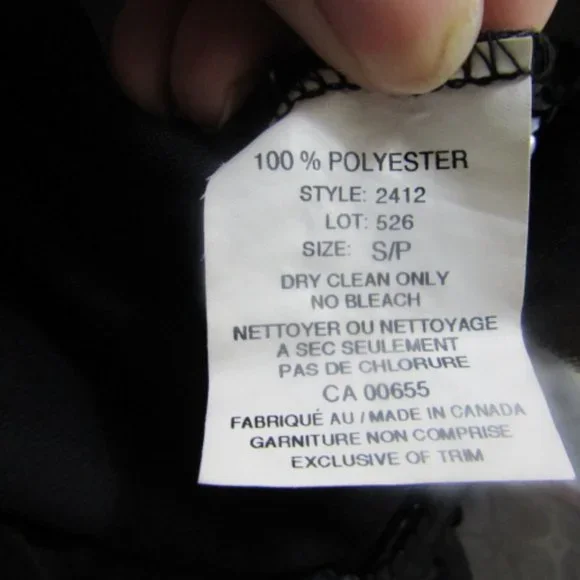 100 % POLYESTER
STYLE: 2412
LOT: 526
SIZE: S/P
DRY CLEAN ONLY
NO BLEACH
NETTOYER OU NETTOYAGE
A SEC SEULEMENT
PAS DE CHLORURE
CA 00655
FABRIQUÉ AU / MADE IN CANADA
GARNITURE NON COMPRISE
EXCLUSIVE OF TRIM